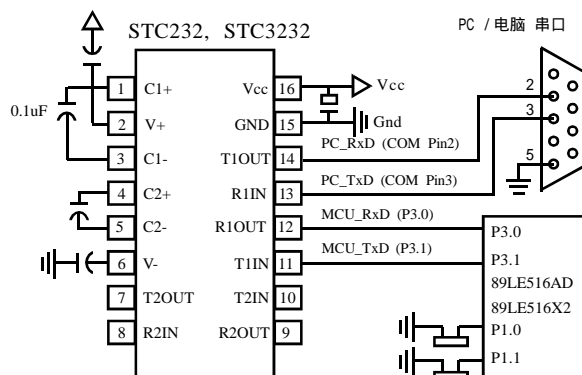 STC232, STC3232
PC / 电脑 串口
1 C1+ Vcc 16 Vcc
0.1uF
2 V+ GND 15 Gnd
3 C1- T1OUT 14 PC_RxD (COM Pin2) 2
4 C2+ R1IN 13 PC_TxD (COM Pin3) 3
5
5 C2- R1OUT 12 MCU_RxD (P3.0) P3.0
6 V- T1IN 11 MCU_TxD (P3.1) P3.1
7 T2OUT T2IN 10
8 R2IN R2OUT 9
89LE516AD
89LE516X2
P1.0
P1.1